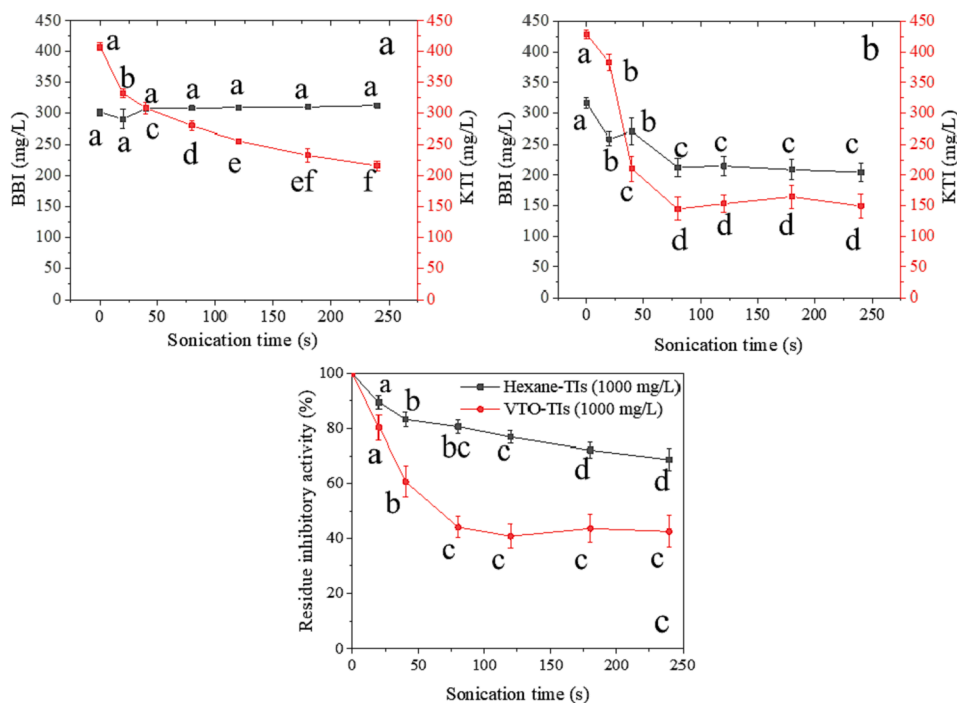 450 400 350 300 250 200 150 100 50 0
BBI (mg/L)
a a b a a a a a
a a c d e ef f
450 400 350 300 250 200 150 100 50 0
KTI (mg/L)
0 50 100 150 200 250
Sonication time (s)
450 400 350 300 250 200 150 100 50 0
BBI (mg/L)
a b b
a b b c c c c
c d d d d
450 400 350 300 250 200 150 100 50 0
KTI (mg/L)
0 50 100 150 200 250
Sonication time (s)
100 80 60 40 20 0
Residue inhibitory activity (%)
Hexane-TIs (1000 mg/L)
VTO-TIs (1000 mg/L)
a b bc c d d
a b c c c c
c
0 50 100 150 200 250
Sonication time (s)